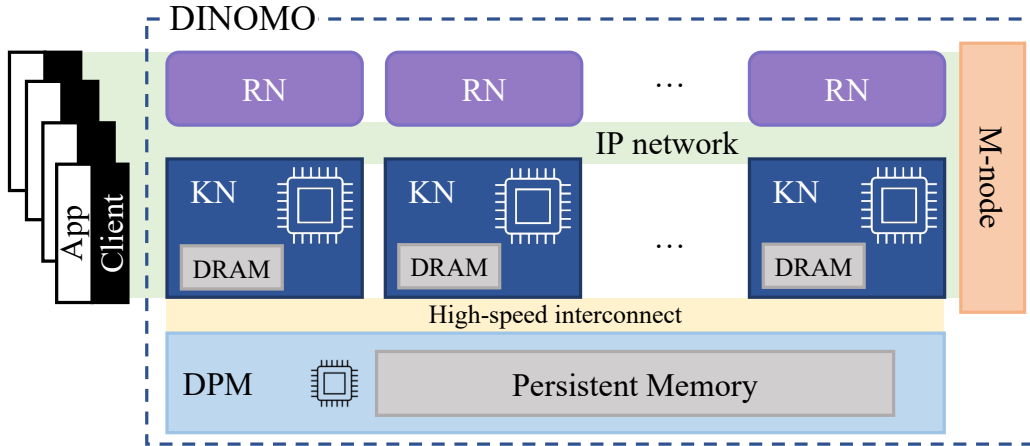 DINOMO
RN
RN
...
RN
IP network
M-node
App
Client
KN
DRAM
KN
DRAM
...
KN
DRAM
High-speed interconnect
DPM
Persistent Memory